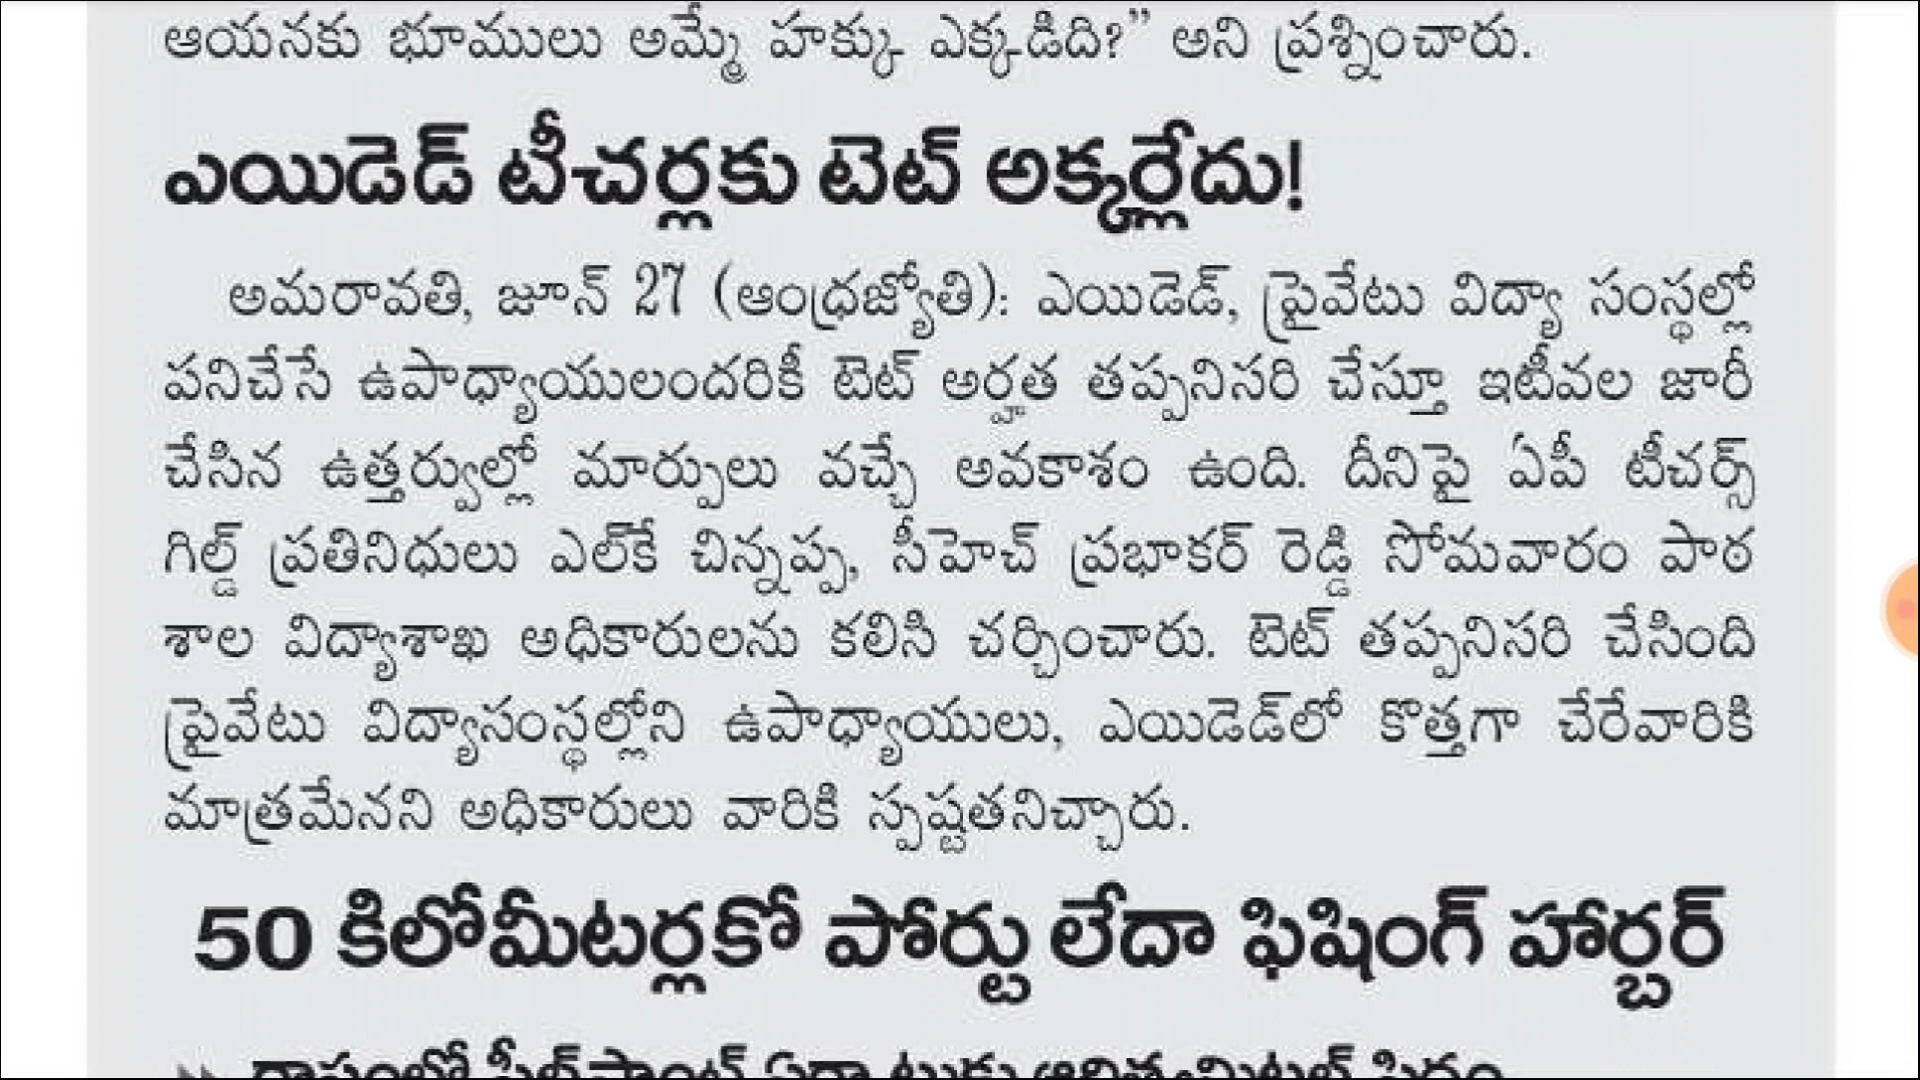 ఆయనకు భూములు అమ్మే హక్కు ఎక్కడిది?” అని ప్రశ్నించారు.
ఎయిడెడ్ టీచర్లకు టెట్ అక్కర్లేదు!
అమరావతి, జూన్ 27 (ఆంధ్రజ్యోతి): ఎయిడెడ్, ప్రైవేటు విద్యా సంస్థల్లో
పనిచేసే ఉపాధ్యాయులందరికీ టెట్ అర్హత తప్పనిసరి చేస్తూ ఇటీవల జారీ
చేసిన ఉత్తర్వుల్లో మార్పులు వచ్చే అవకాశం ఉంది. దీనిపై ఏపీ టీచర్స్
గిల్డ్ ప్రతినిధులు ఎల్‌కే చిన్నప్ప, సీహెచ్ ప్రభాకర్ రెడ్డి సోమవారం పాఠ
శాల విద్యాశాఖ అధికారులను కలిసి చర్చించారు. టెట్ తప్పనిసరి చేసింది
ప్రైవేటు విద్యాసంస్థల్లోని ఉపాధ్యాయులు, ఎయిడెడ్‌లో కొత్తగా చేరేవారికి
మాత్రమేనని అధికారులు వారికి స్పష్టతనిచ్చారు.
50 కిలోమీటర్లకో పోర్టు లేదా ఫిషింగ్ హార్బర్